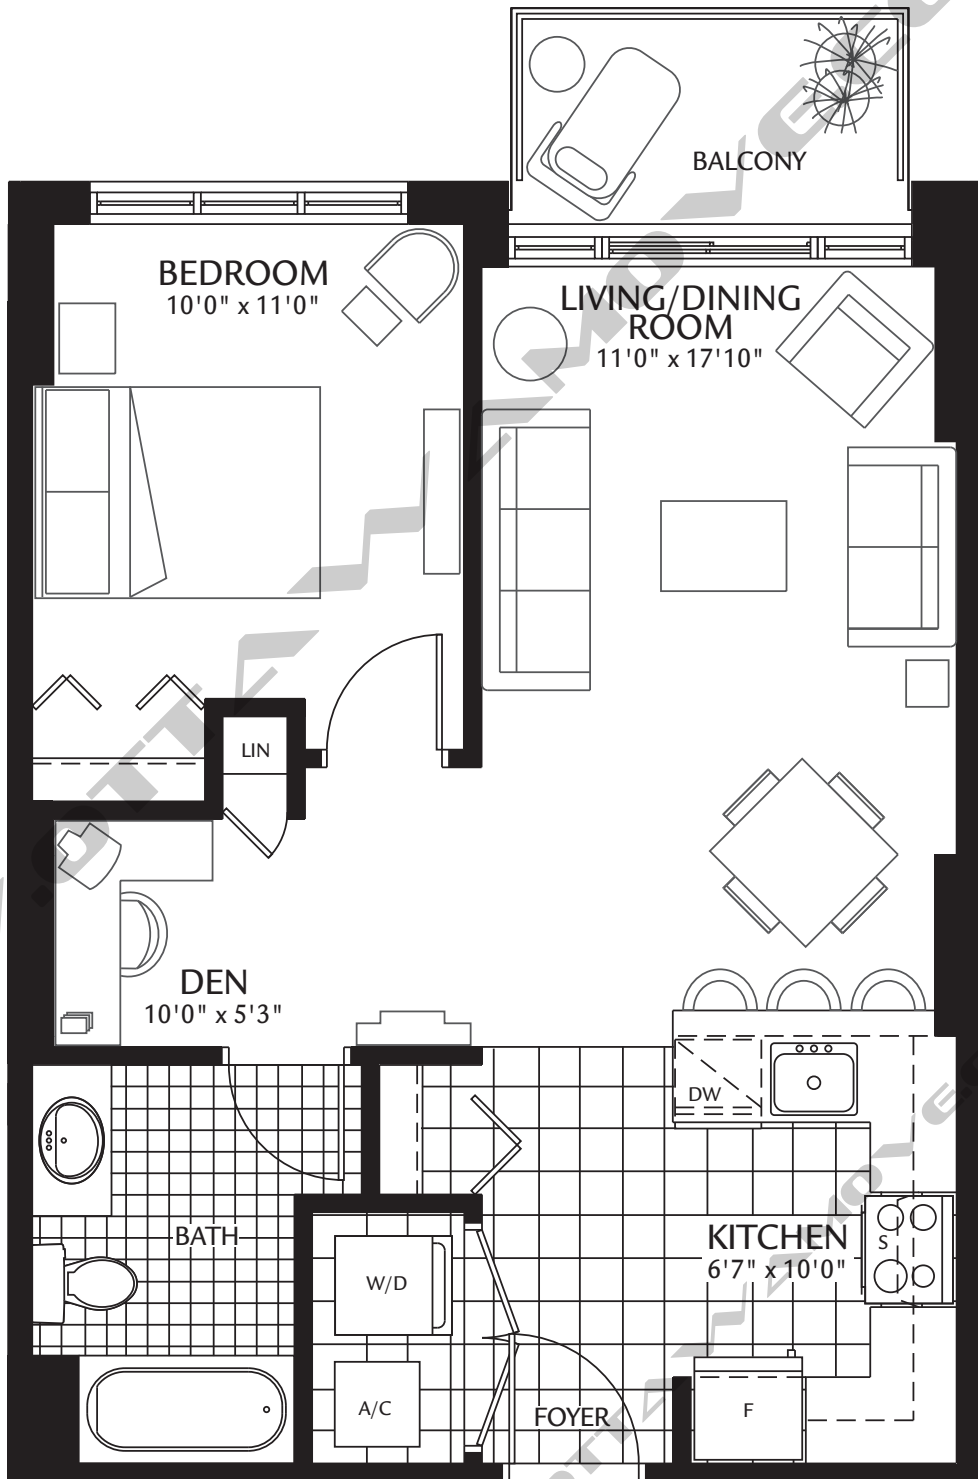 BALCONY
BEDROOM
10'0" x 11'0"
LIVING/DINING
ROOM
11'0" x 17'10"
LIN
DEN
10'0" x 5'3"
DW
BATH
KITCHEN
6'7" x 10'0"
S
W/D
A/C
FOYER
F